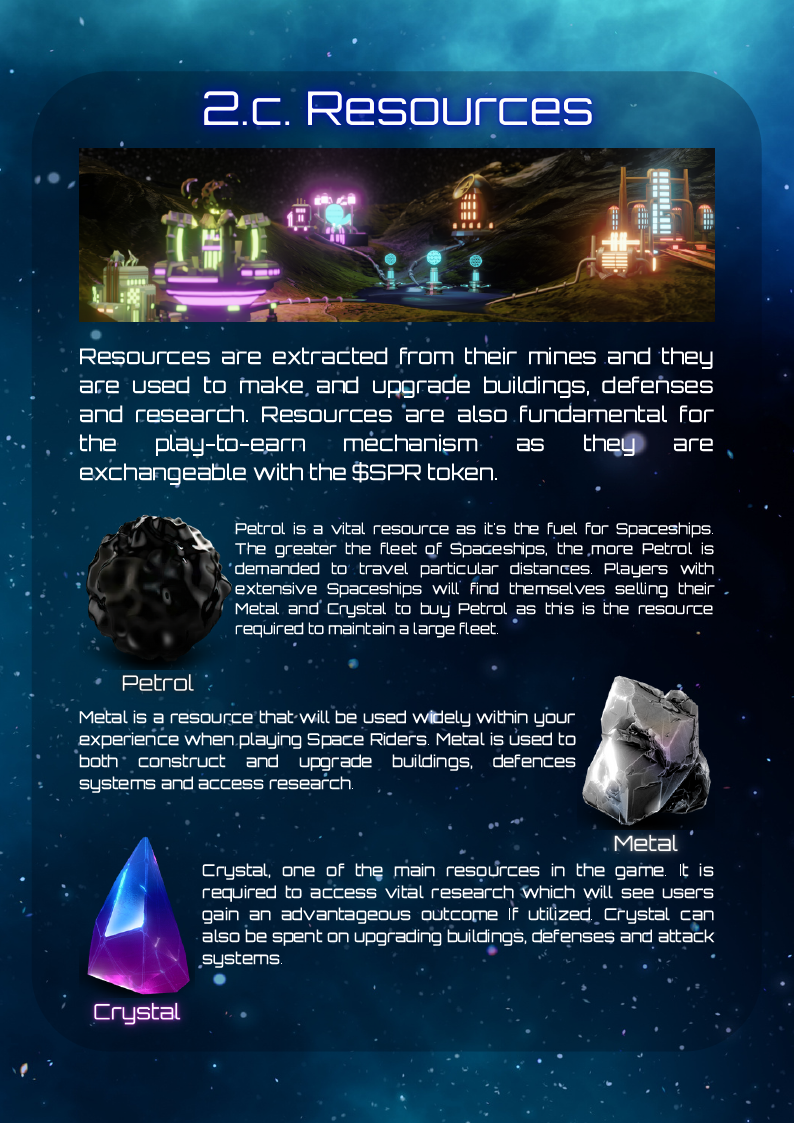 2.c. Resources
Resources are extracted from their mines and they
are used to make and upgrade buildings, defenses
and research. Resources are also fundamental for
the play-to-earn mechanism as they are
exchangeable with the $SPR token.
Petrol is a vital resource as it's the fuel for Spaceships.
The greater the fleet of Spaceships, the more Petrol is
demanded to travel particular distances. Players with
extensive Spaceships will find themselves selling their
Metal and Crystal to buy Petrol as this is the resource
required to maintain a large fleet.
Petrol
Metal is a resource that will be used widely within your
experience when playing Space Riders. Metal is used to
both construct and upgrade buildings, defences
systems and access research.
Metal
Crystal, one of the main resources in the game. It is
required to access vital research which will see users
gain an advantageous outcome If utilized. Crystal can
also be spent on upgrading buildings, defenses and attack
systems.
Crystal